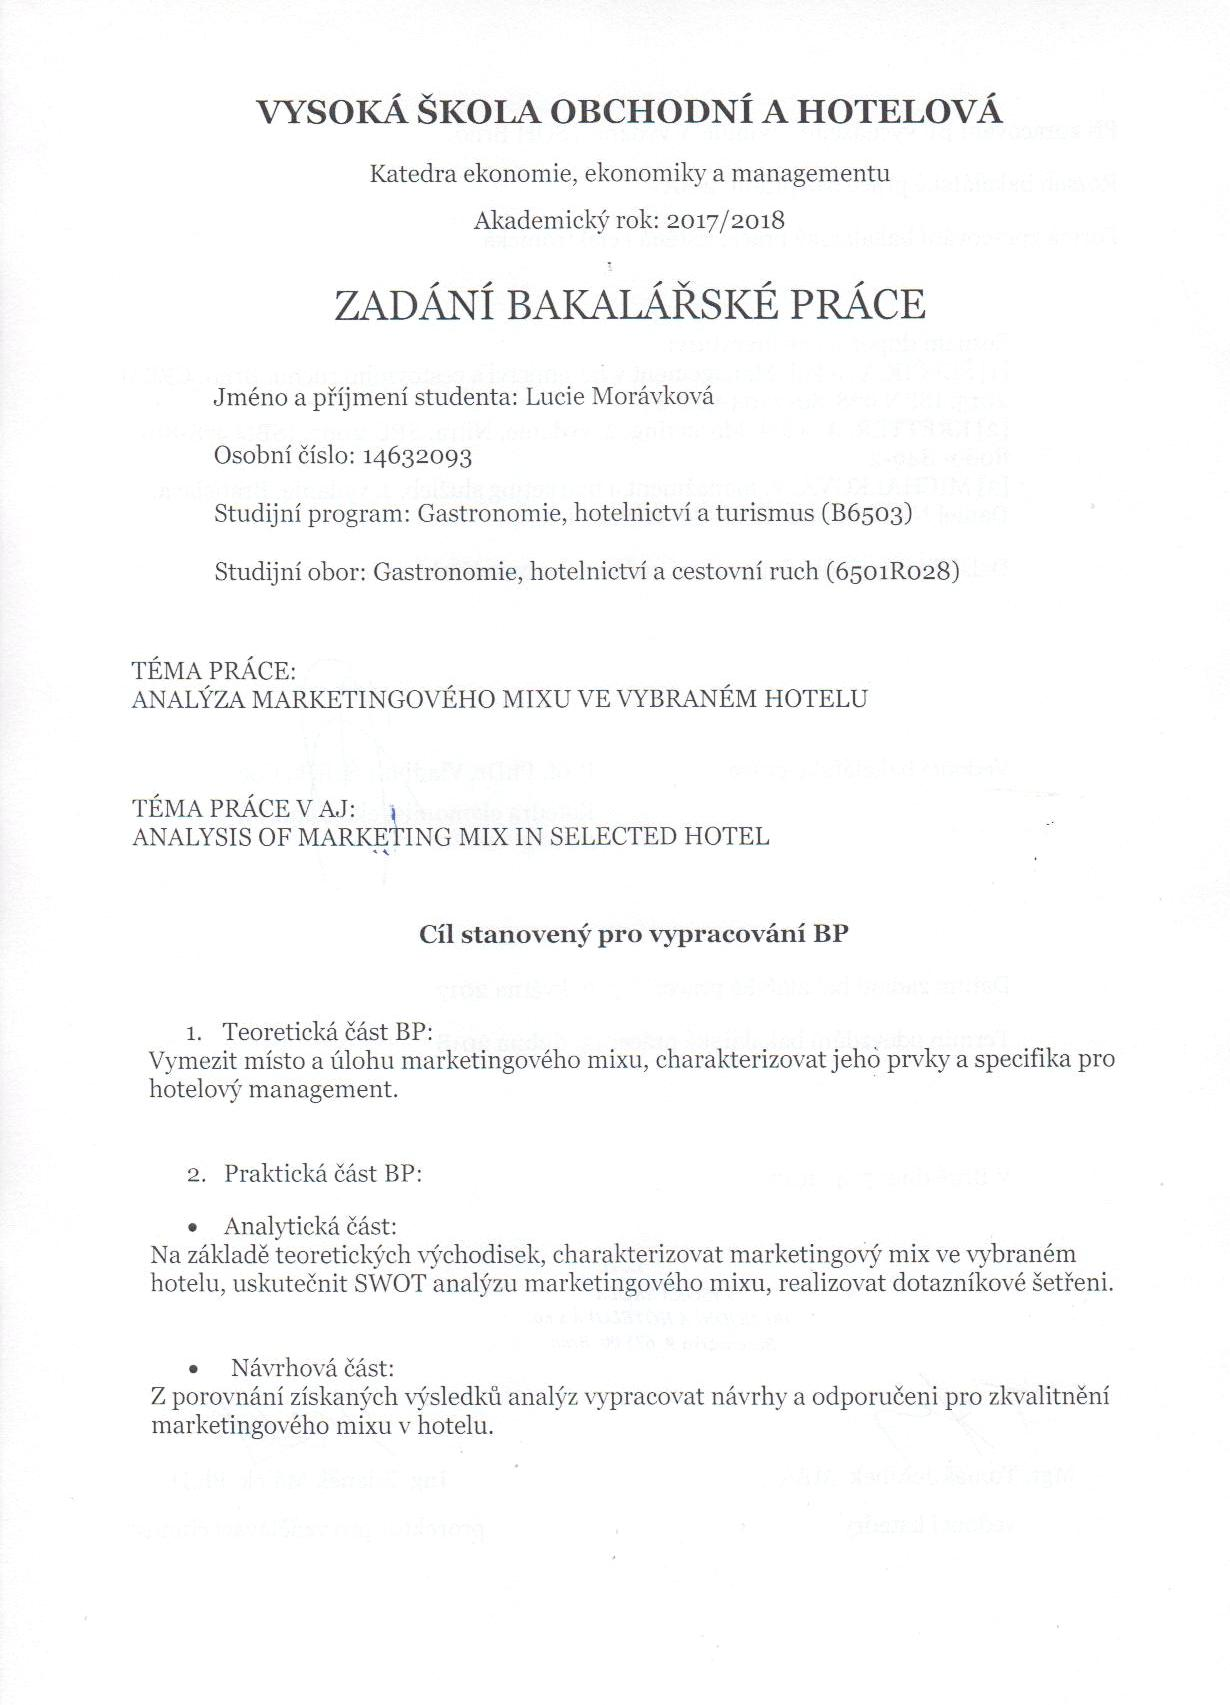 VYSOKÁ ŠKOLA OBCHODNÍ A HOTELOVÁ
Katedra ekonomie, ekonomiky a managementu
Akademický rok: 2017/2018
ZADÁNÍ BAKALÁŘSKÉ PRÁCE
Jméno a příjmení studenta: Lucie Morávková
Osobní číslo: 14632093
Studijní program: Gastronomie, hotelnictví a turismus (B6503)
Studijní obor: Gastronomie, hotelnictví a cestovní ruch (6501R028)
TÉMA PRÁCE:
ANALÝZA MARKETINGOVÉHO MIXU VE VYBRANÉM HOTELU
TÉMA PRÁCE V AJ:
ANALYSIS OF MARKETING MIX IN SELECTED HOTEL
Cíl stanovený pro vypracování BP
1. Teoretická část BP:
Vymezit místo a úlohu marketingového mixu, charakterizovat jeho prvky a specifika pro
hotelový management.
2. Praktická část BP:
• Analytická část:
Na základě teoretických východisek, charakterizovat marketingový mix ve vybraném
hotelu, uskutečnit SWOT analýzu marketingového mixu, realizovat dotazníkové šetřeni.
• Návrhová část:
Z porovnání získaných výsledků analýz vypracovat návrhy a odporučeni pro zkvalitnění
marketingového mixu v hotelu.